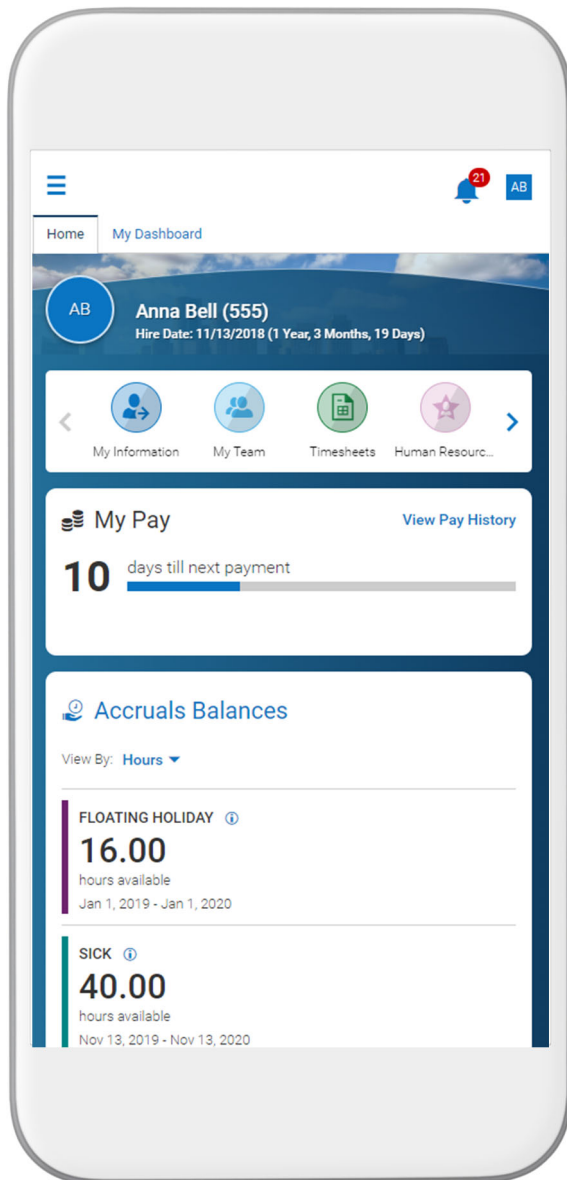 21
AB
Home My Dashboard
AB
Anna Bell (555)
Hire Date: 11/13/2018 (1 Year, 3 Months, 19 Days)
My Information My Team Timesheets Human Resourc...
My Pay View Pay History
10 days till next payment
Accruals Balances
View By: Hours
FLOATING HOLIDAY
16.00
hours available
Jan 1, 2019 - Jan 1, 2020
SICK
40.00
hours available
Nov 13, 2019 - Nov 13, 2020